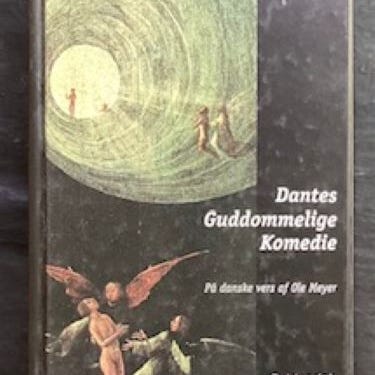 Dantes
Guddommelige
Komedie
På danske vers af Ole Meyer